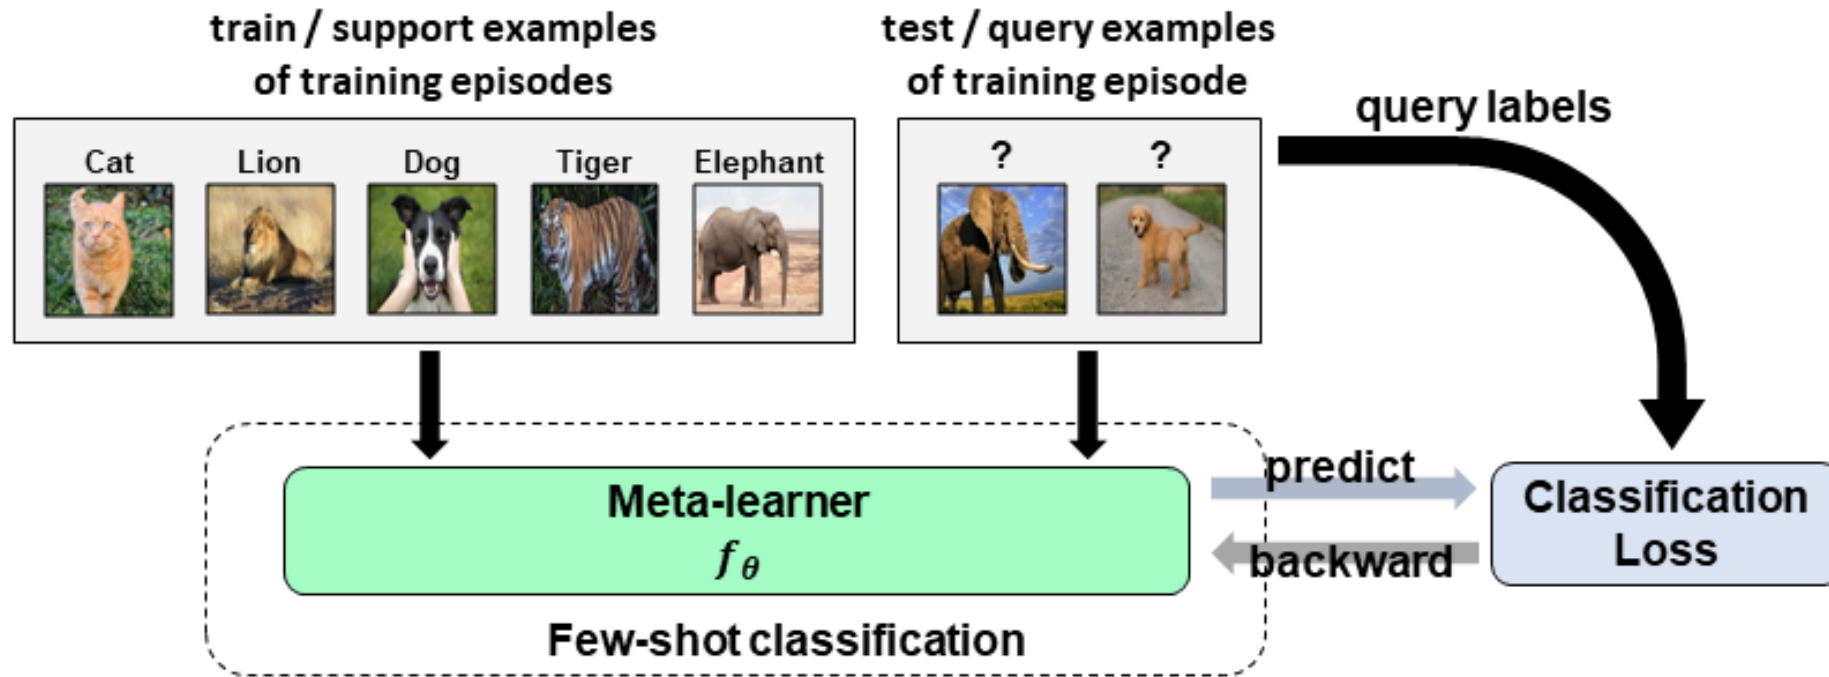 train / support examples
of training episodes
test / query examples
of training episode
query labels
Cat
Lion
Dog
Tiger
Elephant
?
?
Meta-learner
f θ
predict
backward
Classification
Loss
Few-shot classification